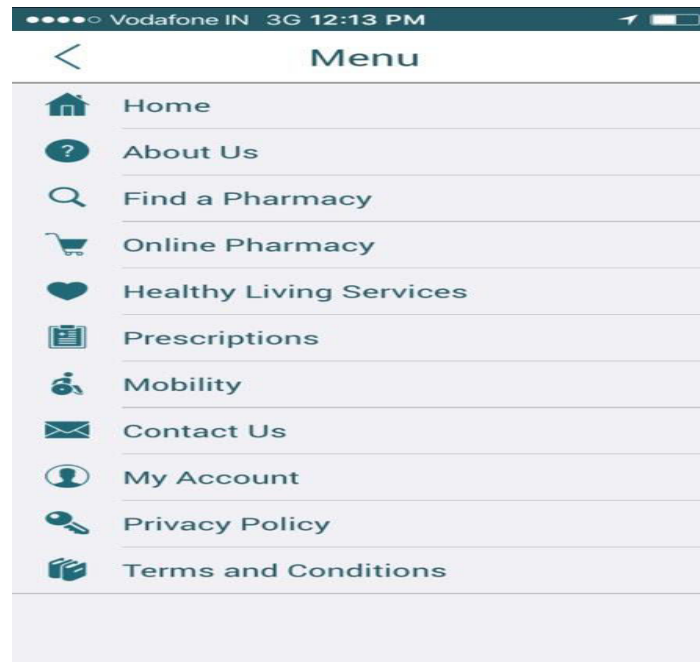 Vodafone IN 3G 12:13 PM
Menu
Home
? About Us
Find a Pharmacy
Online Pharmacy
Healthy Living Services
Prescriptions
Mobility
Contact Us
My Account
Privacy Policy
Terms and Conditions